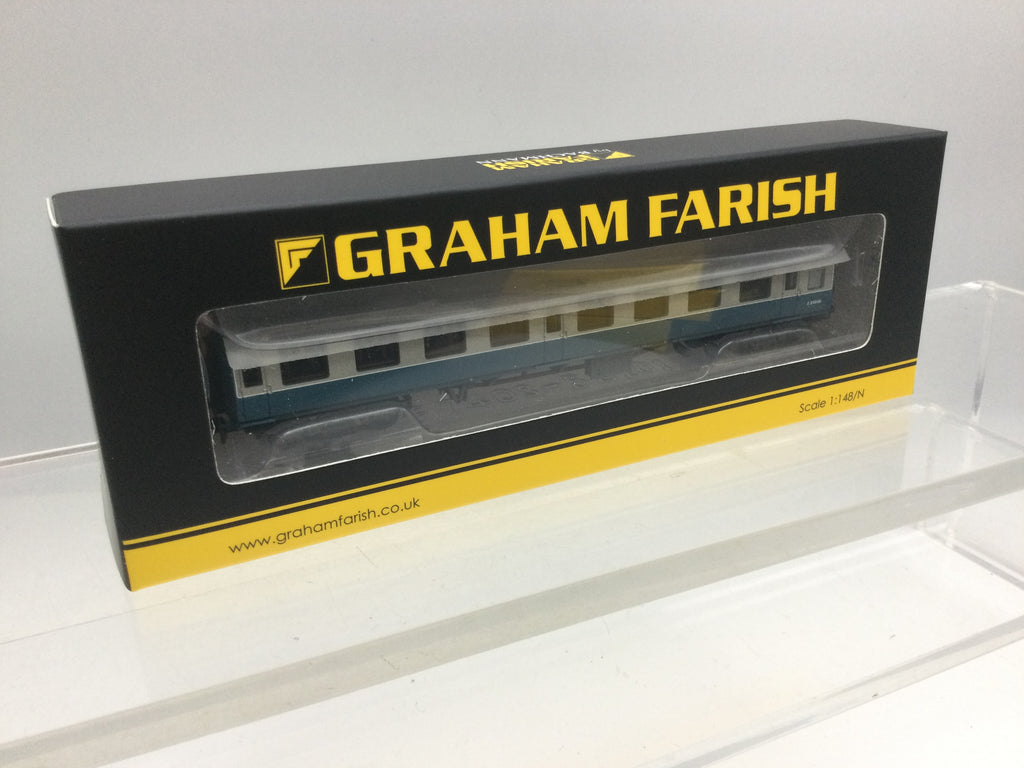 GRAHAM FARISH
Scale 1:148/N
www.grahamfarish.co.uk